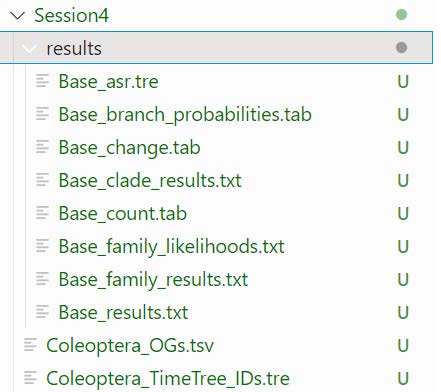 Session4
results
Base_asr.tre U
Base_branch_probabilities.tab U
Base_change.tab U
Base_clade_results.txt U
Base_count.tab U
Base_family_likelihoods.txt U
Base_family_results.txt U
Base_results.txt U
Coleoptera_OGs.tsv U
Coleoptera_TimeTree_IDs.tre U